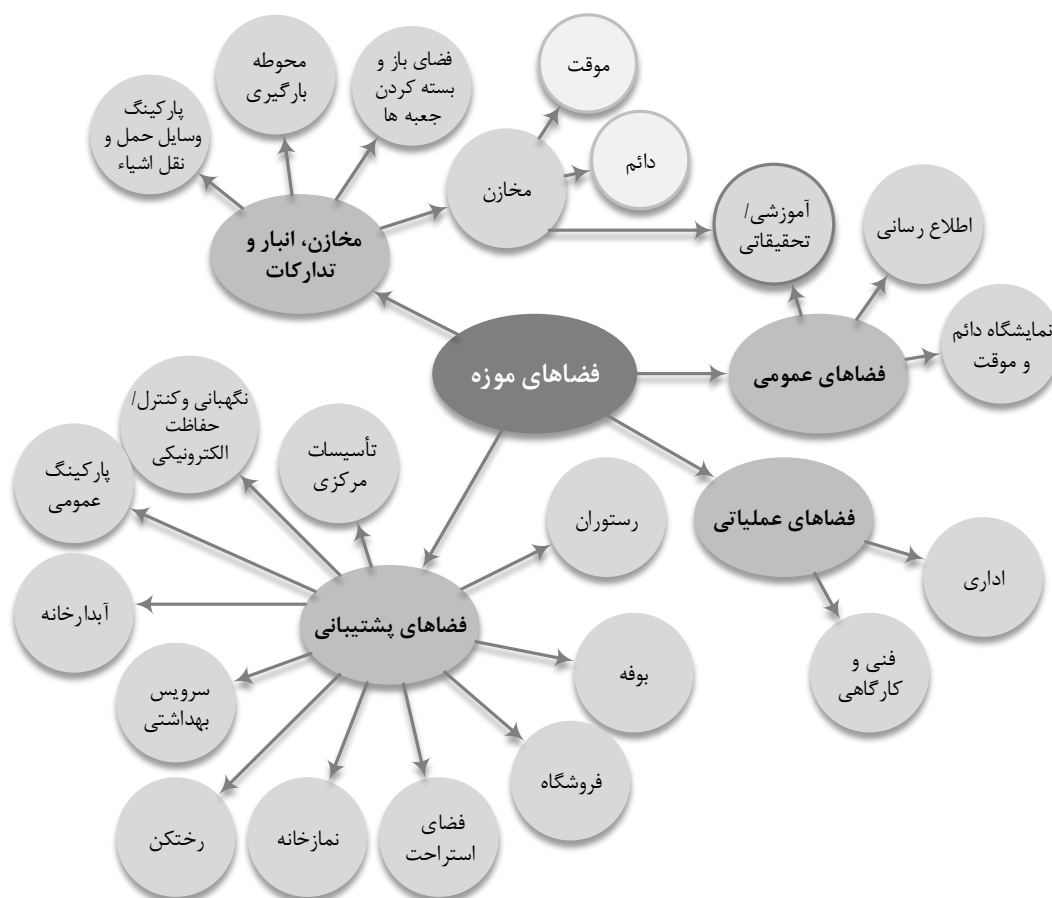 فضاهای موزه
مخازن، انبار و
تدارکات
پارکینگ
وسایل حمل و
نقل اشیاء
محوطه
بارگیری
فضای باز و
بسته کردن
جعبه ها
مخازن
موقت
دائم
فضاهای عمومی
آموزشی/
تحقیقاتی
اطلاع رسانی
نمایشگاه دائم
و موقت
فضاهای عملیاتی
اداری
فنی و
کارگاهی
فضاهای پشتیبانی
رستوران
بوفه
فروشگاه
فضای
استراحت
نمازخانه
رختکن
سرویس
بهداشتی
آبدارخانه
پارکینگ
عمومی
نگهبانی وکنترل/
حفاظت
الکترونیکی
تأسیسات
مرکزی